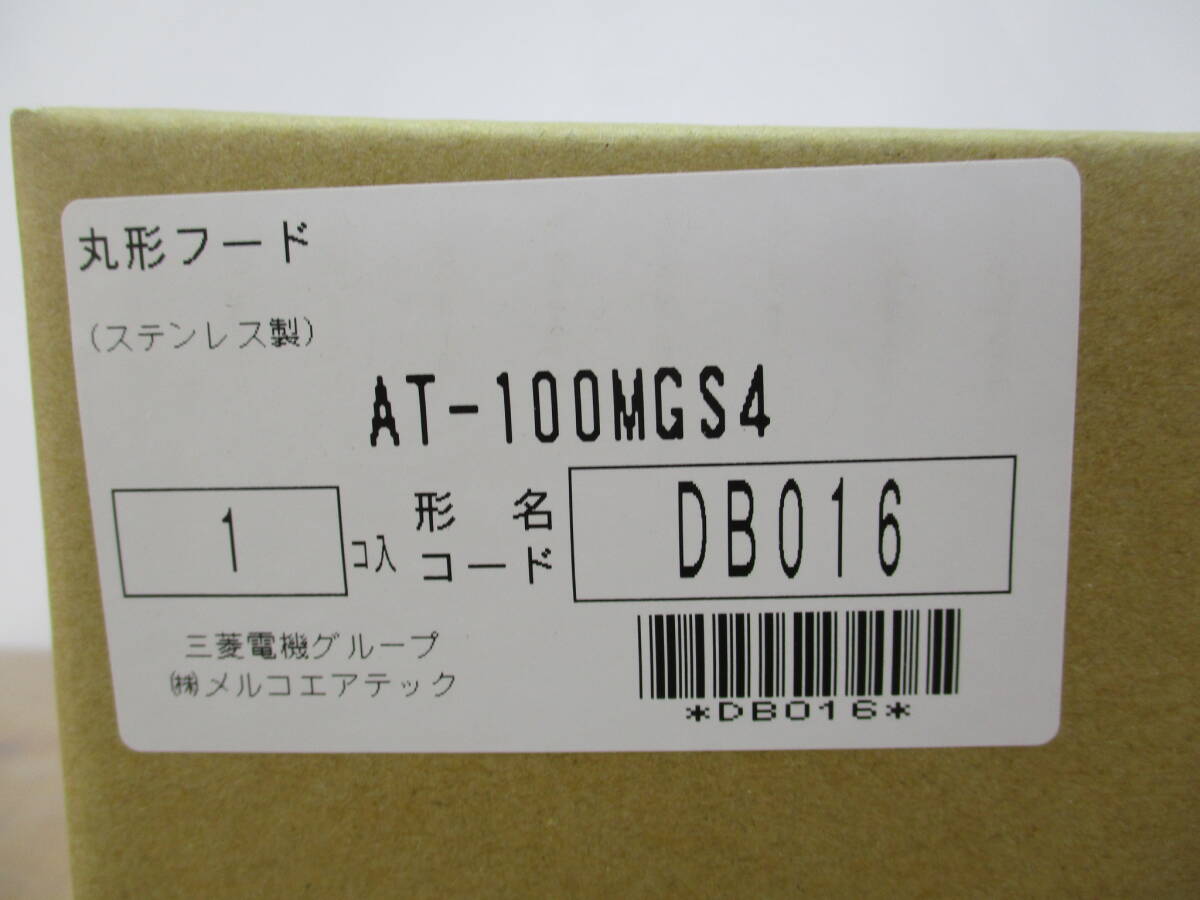 丸形フード
(ステンレス製)
AT-100MGS4
1 コ入
形名コード
DB016
三菱電機グループ
㈱メルコエアテック
*DB016*